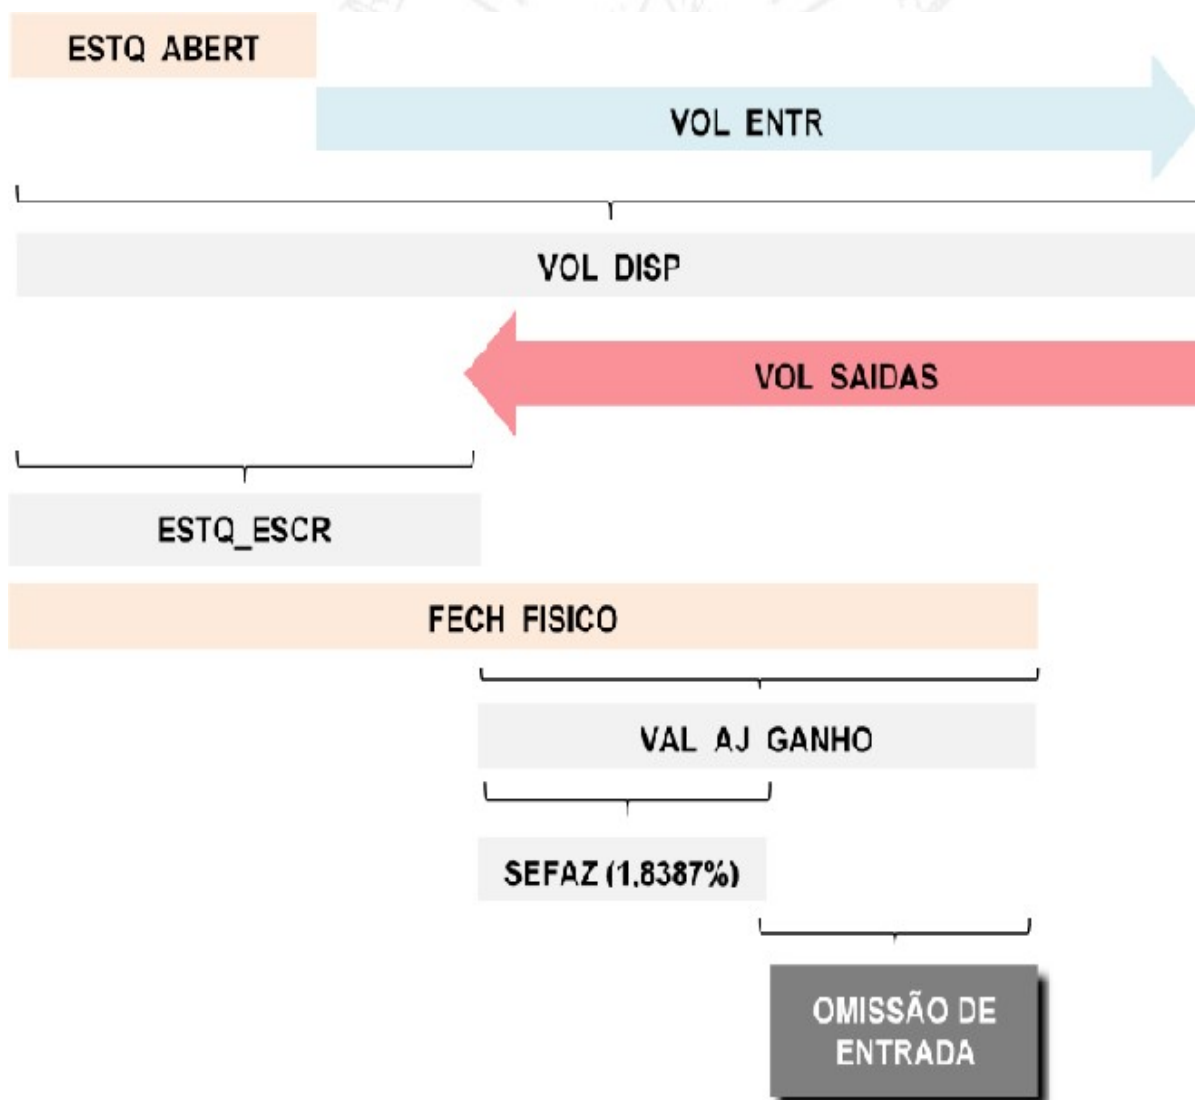 ESTQ ABERT
VOL ENTR
VOL DISP
VOL SAIDAS
ESTQ_ESCR
FECH FISICO
VAL AJ GANHO
SEFAZ (1,8387%)
OMISSÃO DE
ENTRADA